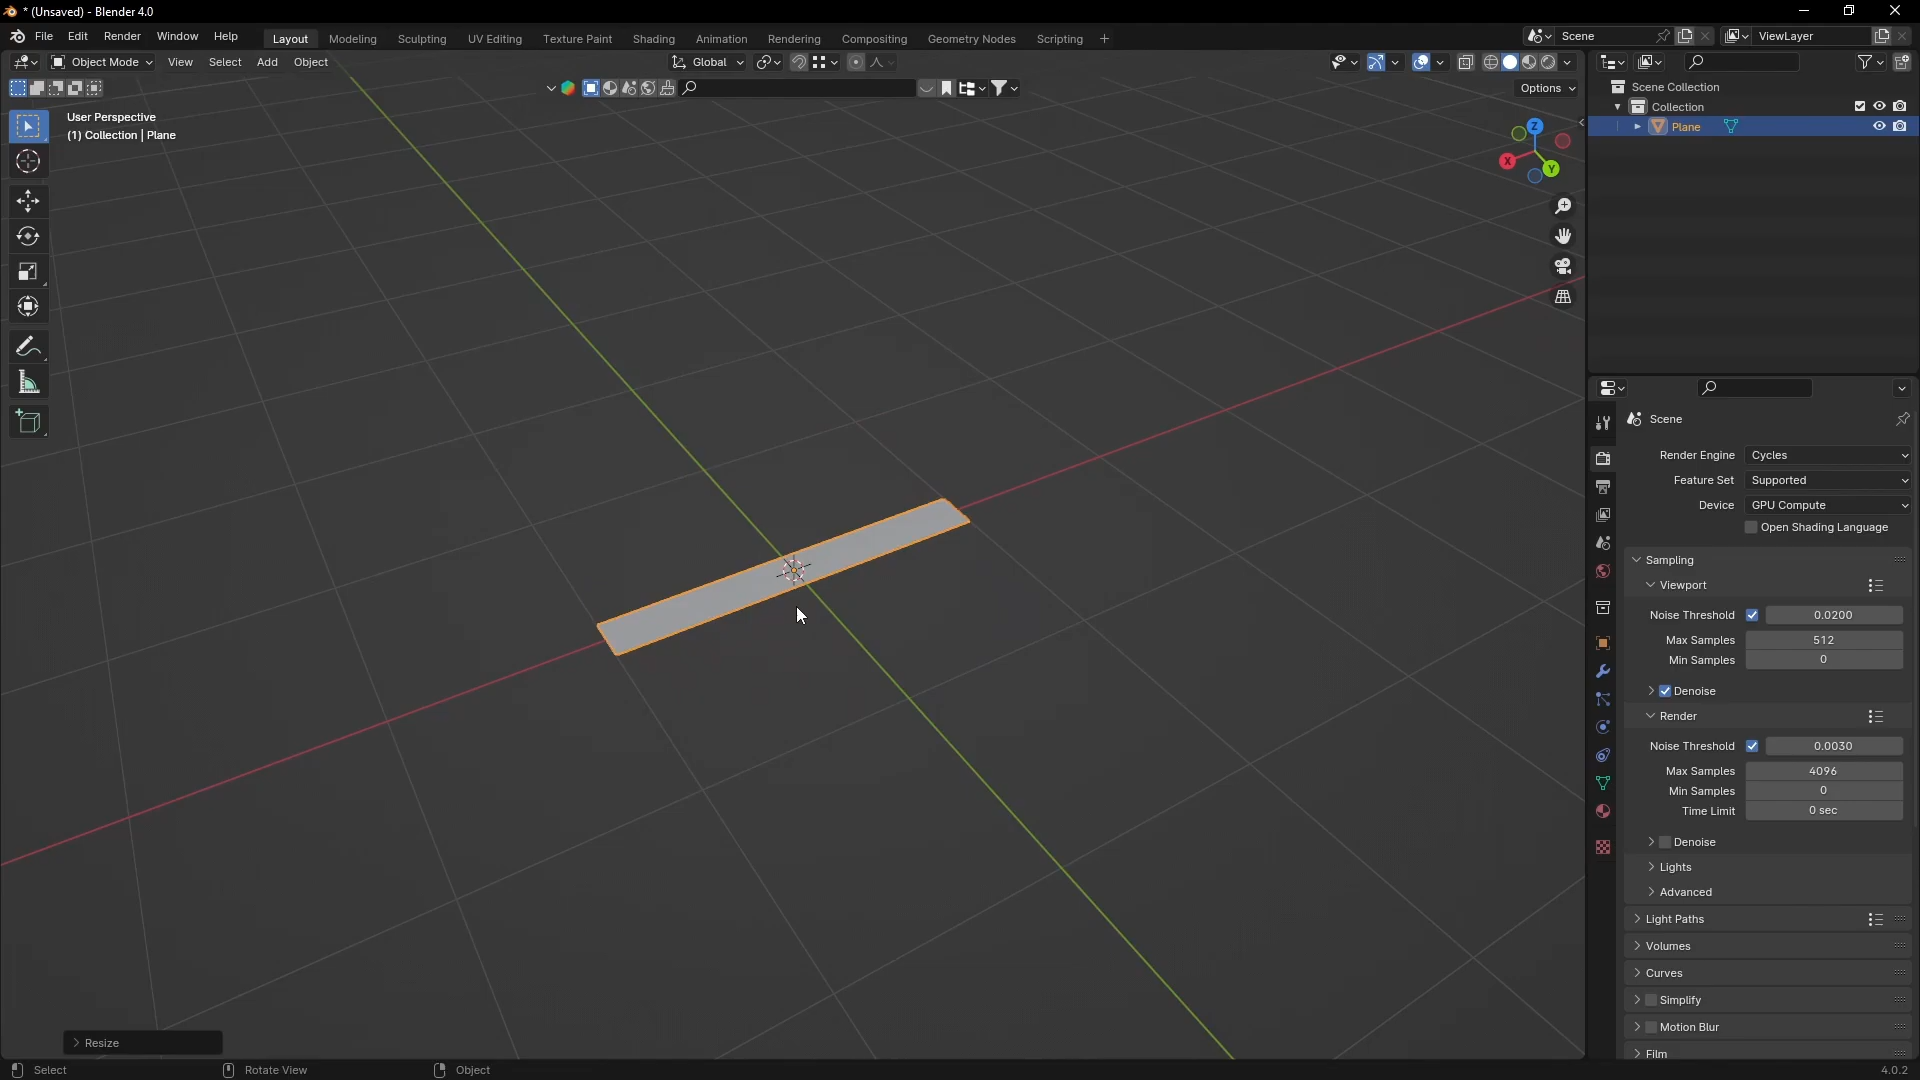 * (Unsaved) - Blender 4.0
File Edit Render Window Help Layout Modeling Sculpting UV Editing Texture Paint Shading Animation Rendering Compositing Geometry Nodes Scripting + Scene ViewLayer
Object Mode View Select Add Object Global
Options
User Perspective
(1) Collection | Plane
Z
X
Y
Scene Collection
Collection
Plane
Scene
Render Engine Cycles
Feature Set Supported
Device GPU Compute
Open Shading Language
Sampling
Viewport
Noise Threshold 0.0200
Max Samples 512
Min Samples 0
Denoise
Render
Noise Threshold 0.0030
Max Samples 4096
Min Samples 0
Time Limit 0 sec
Denoise
Lights
Advanced
Light Paths
Volumes
Curves
Simplify
Motion Blur
Film
Resize
Select Rotate View Object 4.0.2